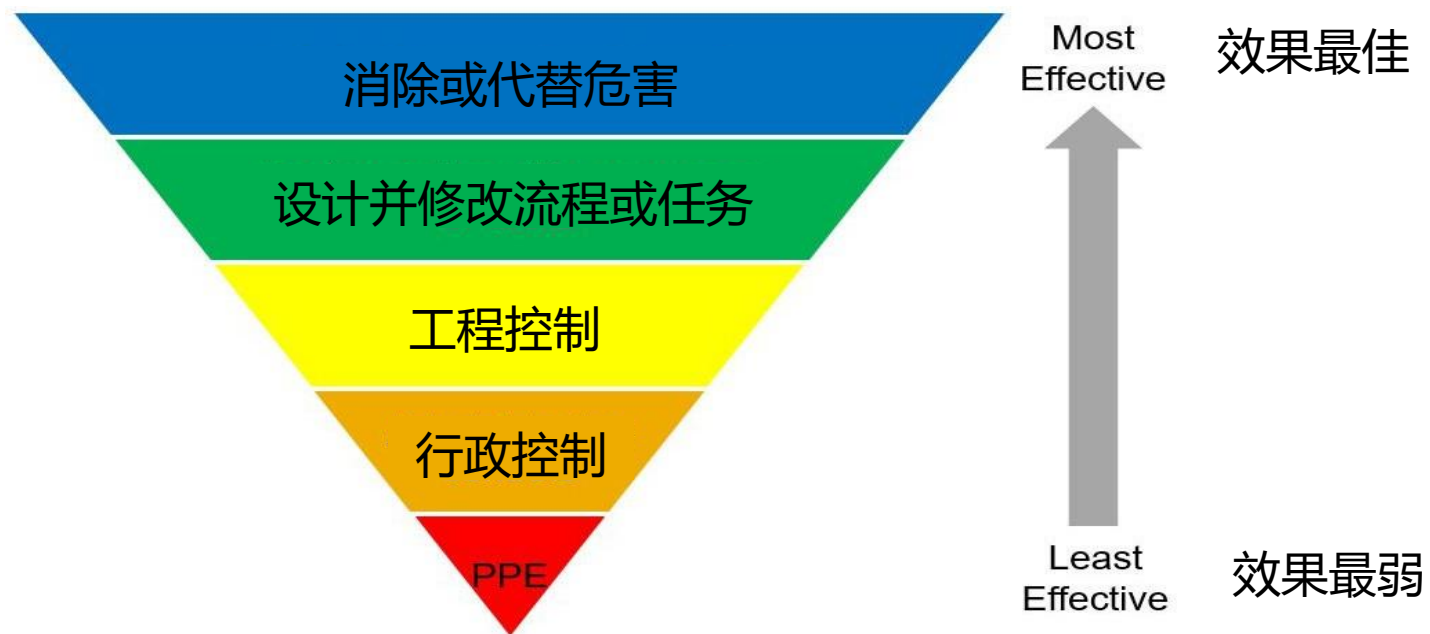 消除或代替危害
设计并修改流程或任务
工程控制
行政控制
PPE
Most
Effective
效果最佳
Least
Effective
效果最弱